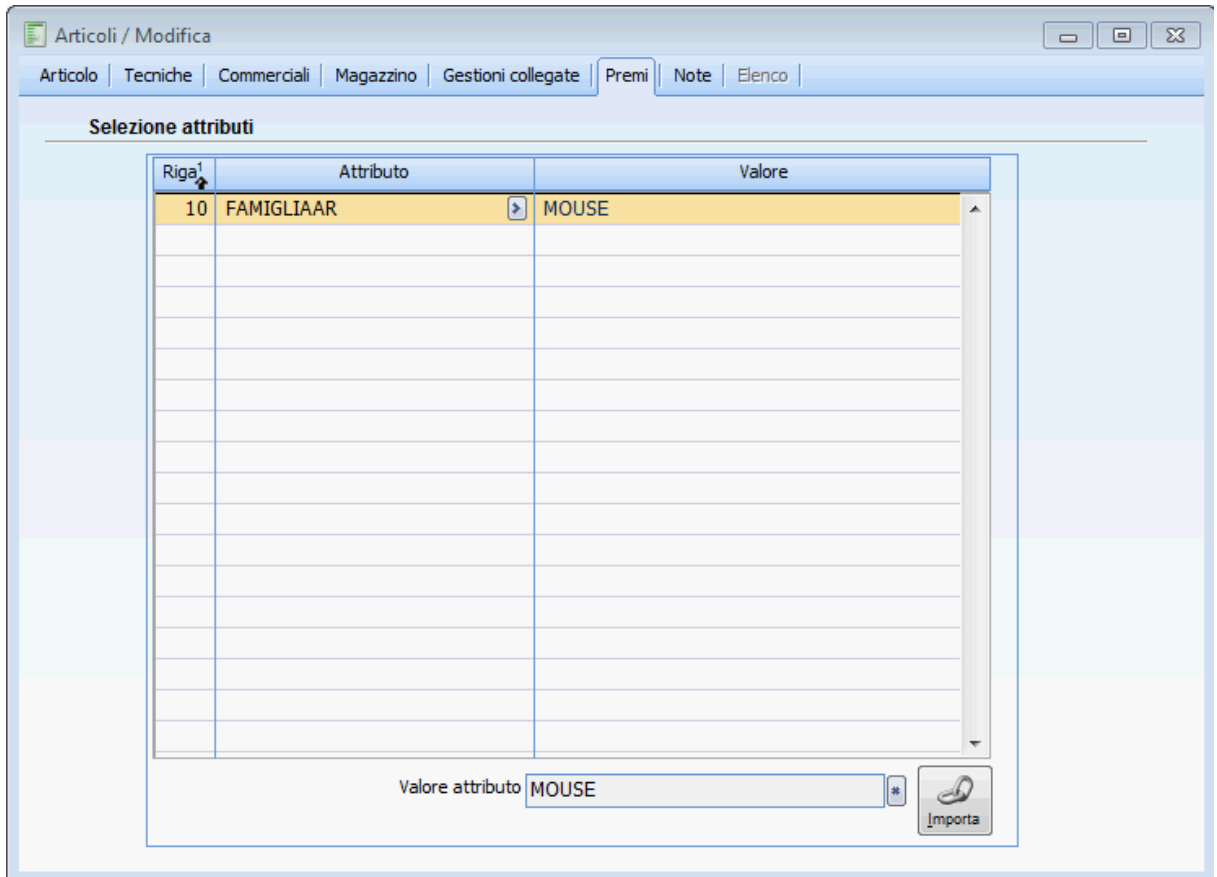 Articoli / Modifica
Articolo Tecniche Commerciali Magazzino Gestioni collegate Premi Note Elenco
Selezione attributi
Riga1 Attributo Valore
10 FAMIGLIAAR MOUSE
Valore attributo MOUSE
Importa